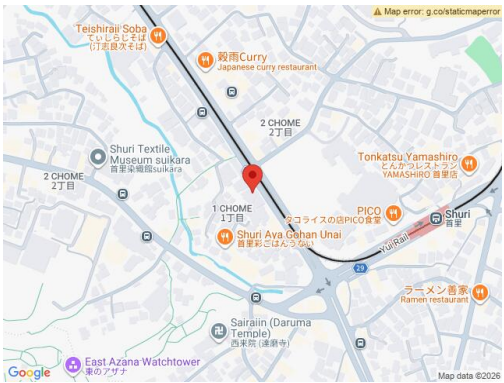 Map error: g.co/staticmaperror
Teishiraji Soba
てぃしらじそば
(汀志良次そば)
穀雨Curry
Japanese curry restaurant
2 CHOME
2丁目
Shuri Textile
Museum suikara
首里染織館suikara
Tonkatsu Yamashiro
とんかつレストラン
YAMASHIRO 首里店
2 CHOME
2丁目
1 CHOME
1丁目
PICO
タコライスの店PICO食堂
Shuri
首里
Shuri Aya Gohan Unai
首里彩ごはんうない
Yui Rail
29
ラーメン善家
Ramen restaurant
Sairaiin (Daruma
Temple)
西来院 (達磨寺)
East Azana Watchtower
東のアザナ
Google
Map data ©2026